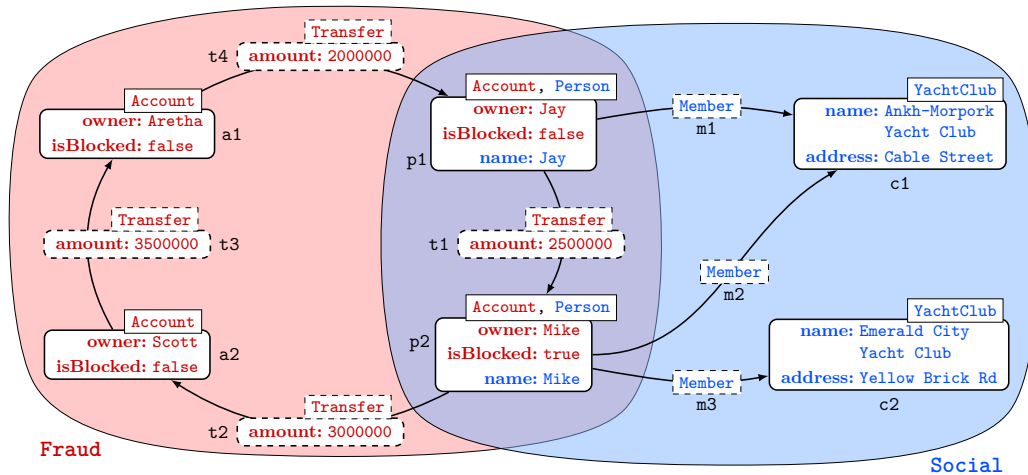 Transfer
t4
amount: 2000000
Account
owner: Aretha
isBlocked: false
a1
Account, Person
owner: Jay
isBlocked: false
name: Jay
p1
Member
m1
YachtClub
name: Ankh-Morpork
Yacht Club
address: Cable Street
c1
Transfer
amount: 3500000
t3
Transfer
t1
amount: 2500000
Member
m2
Account
owner: Scott
isBlocked: false
a2
Account, Person
p2
owner: Mike
isBlocked: true
name: Mike
YachtClub
name: Emerald City
Yacht Club
address: Yellow Brick Rd
c2
Member
m3
Transfer
t2
amount: 3000000
Fraud
Social